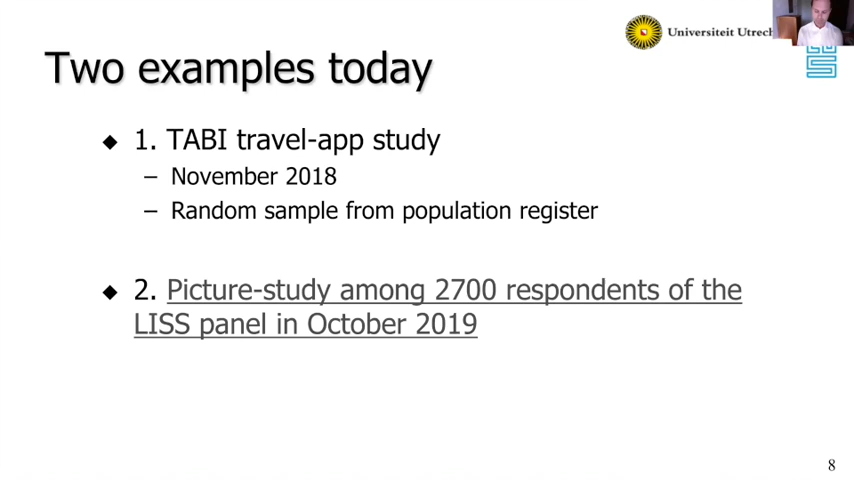 Universiteit Utrech
Two examples today
1. TABI travel-app study
– November 2018
– Random sample from population register
2. Picture-study among 2700 respondents of the
LISS panel in October 2019
8